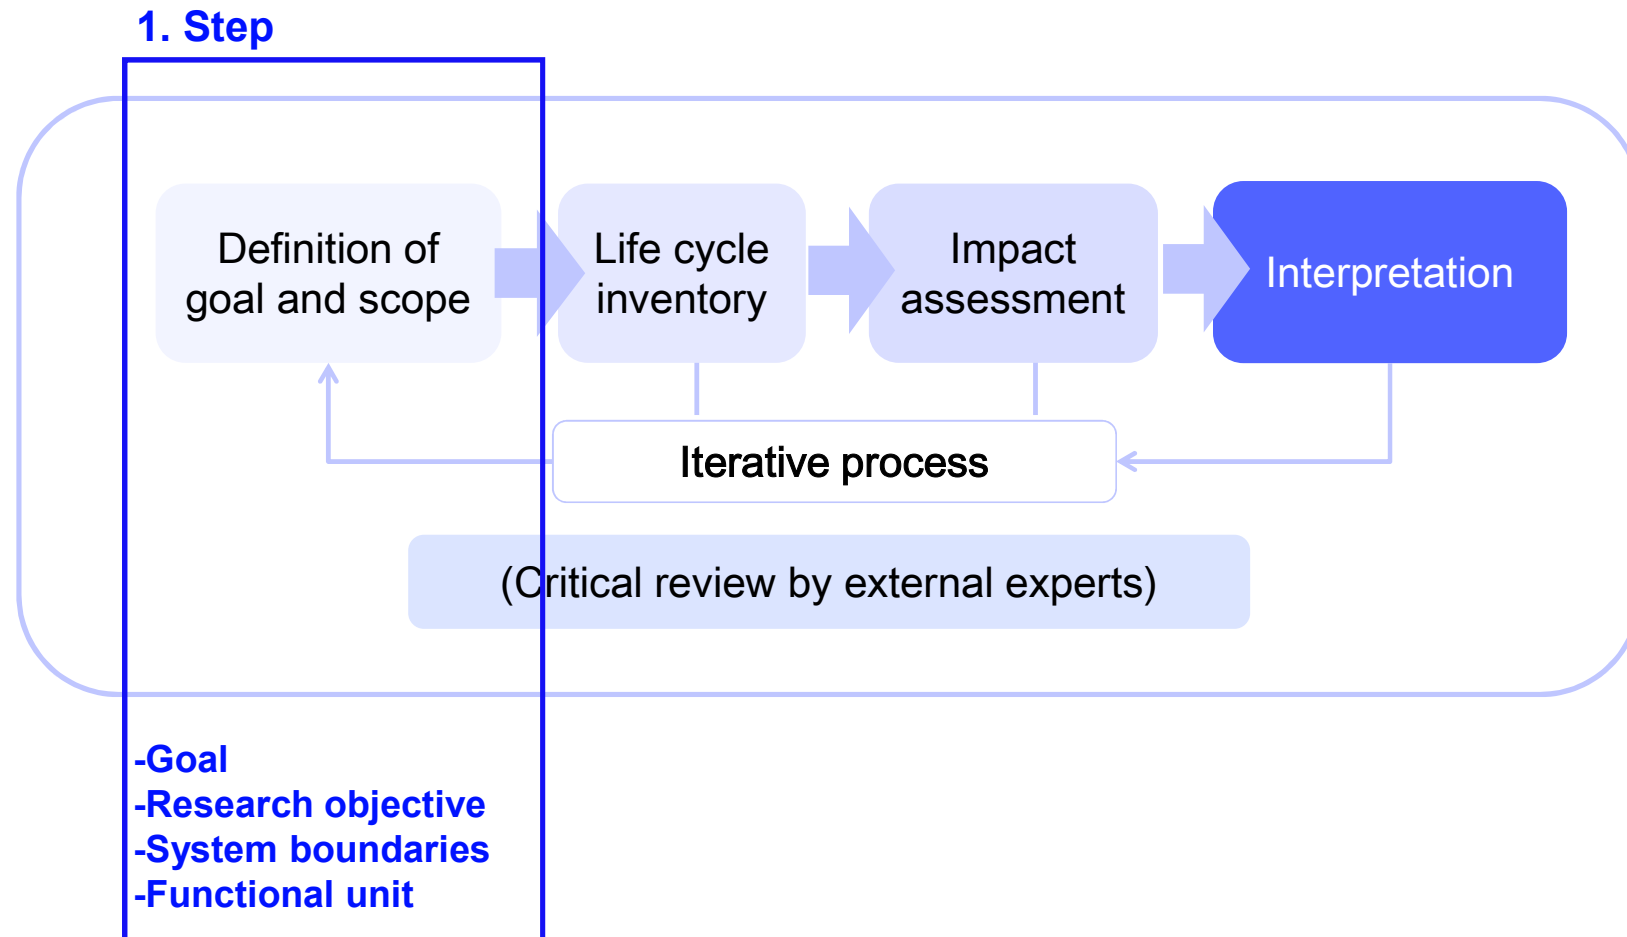 1. Step
Definition of
goal and scope
Life cycle
inventory
Impact
assessment
Interpretation
Iterative process
(Critical review by external experts)
-Goal
-Research objective
-System boundaries
-Functional unit